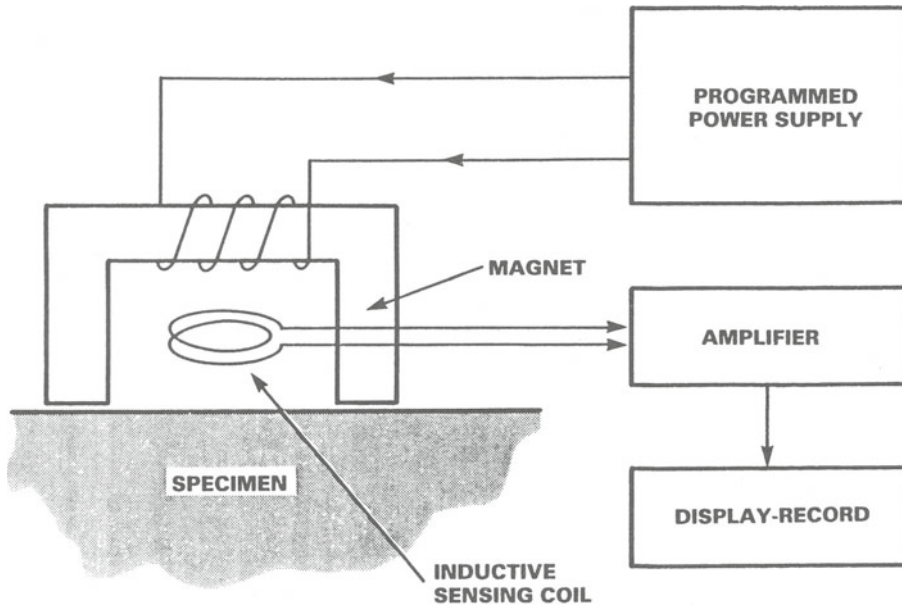 PROGRAMMED
POWER SUPPLY
MAGNET
AMPLIFIER
SPECIMEN
DISPLAY-RECORD
INDUCTIVE
SENSING COIL